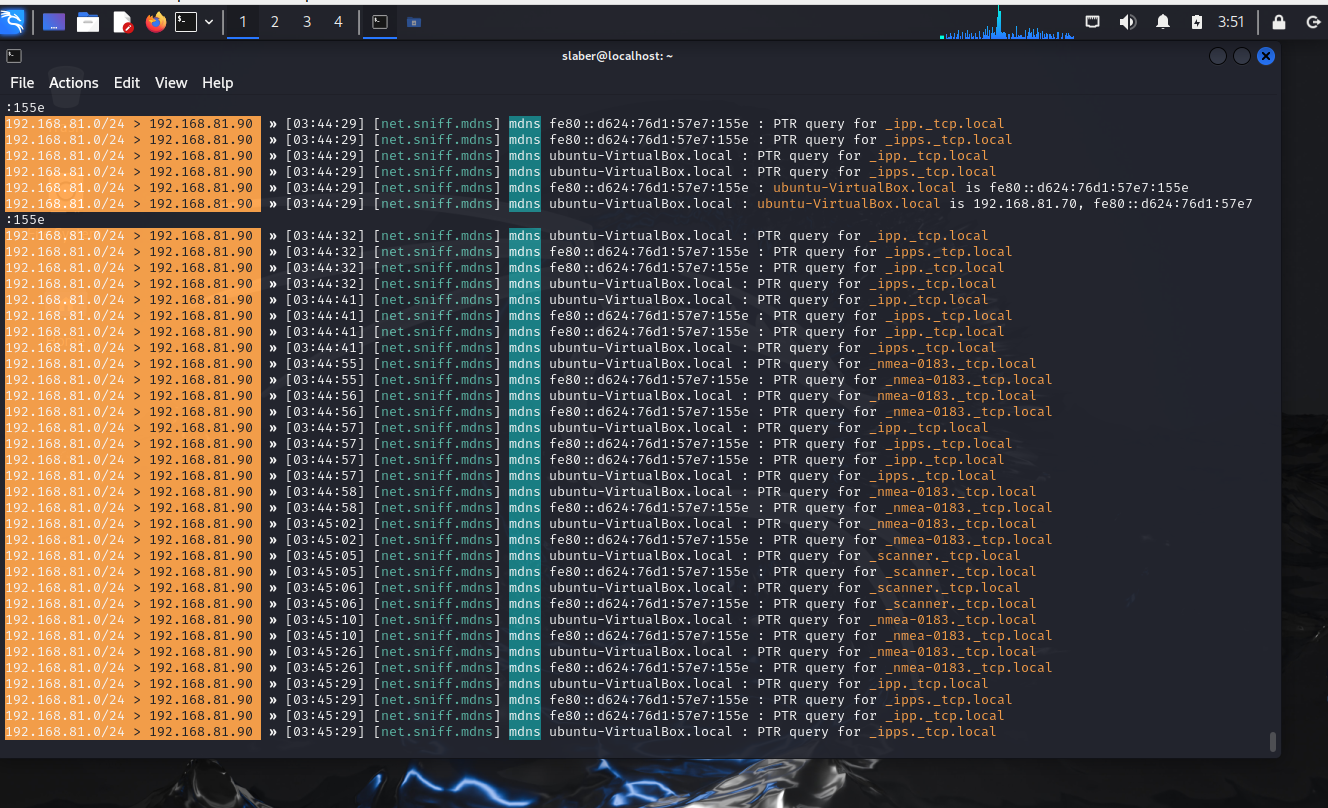 1 2 3 4 3:51
slaber@localhost: ~
File Actions Edit View Help
:155e
192.168.81.0/24 > 192.168.81.90 » [03:44:29] [net.sniff.mdns] mdns fe80::d624:76d1:57e7:155e : PTR query for _ipp._tcp.local
192.168.81.0/24 > 192.168.81.90 » [03:44:29] [net.sniff.mdns] mdns fe80::d624:76d1:57e7:155e : PTR query for _ipps._tcp.local
192.168.81.0/24 > 192.168.81.90 » [03:44:29] [net.sniff.mdns] mdns ubuntu-VirtualBox.local : PTR query for _ipp._tcp.local
192.168.81.0/24 > 192.168.81.90 » [03:44:29] [net.sniff.mdns] mdns ubuntu-VirtualBox.local : PTR query for _ipps._tcp.local
192.168.81.0/24 > 192.168.81.90 » [03:44:29] [net.sniff.mdns] mdns fe80::d624:76d1:57e7:155e : ubuntu-VirtualBox.local is fe80::d624:76d1:57e7:155e
192.168.81.0/24 > 192.168.81.90 » [03:44:29] [net.sniff.mdns] mdns ubuntu-VirtualBox.local : ubuntu-VirtualBox.local is 192.168.81.70, fe80::d624:76d1:57e7
:155e
192.168.81.0/24 > 192.168.81.90 » [03:44:32] [net.sniff.mdns] mdns ubuntu-VirtualBox.local : PTR query for _ipp._tcp.local
192.168.81.0/24 > 192.168.81.90 » [03:44:32] [net.sniff.mdns] mdns fe80::d624:76d1:57e7:155e : PTR query for _ipps._tcp.local
192.168.81.0/24 > 192.168.81.90 » [03:44:32] [net.sniff.mdns] mdns fe80::d624:76d1:57e7:155e : PTR query for _ipp._tcp.local
192.168.81.0/24 > 192.168.81.90 » [03:44:32] [net.sniff.mdns] mdns ubuntu-VirtualBox.local : PTR query for _ipps._tcp.local
192.168.81.0/24 > 192.168.81.90 » [03:44:41] [net.sniff.mdns] mdns ubuntu-VirtualBox.local : PTR query for _ipp._tcp.local
192.168.81.0/24 > 192.168.81.90 » [03:44:41] [net.sniff.mdns] mdns fe80::d624:76d1:57e7:155e : PTR query for _ipps._tcp.local
192.168.81.0/24 > 192.168.81.90 » [03:44:41] [net.sniff.mdns] mdns fe80::d624:76d1:57e7:155e : PTR query for _ipp._tcp.local
192.168.81.0/24 > 192.168.81.90 » [03:44:41] [net.sniff.mdns] mdns ubuntu-VirtualBox.local : PTR query for _ipps._tcp.local
192.168.81.0/24 > 192.168.81.90 » [03:44:55] [net.sniff.mdns] mdns ubuntu-VirtualBox.local : PTR query for _nmea-0183._tcp.local
192.168.81.0/24 > 192.168.81.90 » [03:44:55] [net.sniff.mdns] mdns fe80::d624:76d1:57e7:155e : PTR query for _nmea-0183._tcp.local
192.168.81.0/24 > 192.168.81.90 » [03:44:56] [net.sniff.mdns] mdns ubuntu-VirtualBox.local : PTR query for _nmea-0183._tcp.local
192.168.81.0/24 > 192.168.81.90 » [03:44:56] [net.sniff.mdns] mdns fe80::d624:76d1:57e7:155e : PTR query for _nmea-0183._tcp.local
192.168.81.0/24 > 192.168.81.90 » [03:44:57] [net.sniff.mdns] mdns ubuntu-VirtualBox.local : PTR query for _ipp._tcp.local
192.168.81.0/24 > 192.168.81.90 » [03:44:57] [net.sniff.mdns] mdns fe80::d624:76d1:57e7:155e : PTR query for _ipps._tcp.local
192.168.81.0/24 > 192.168.81.90 » [03:44:57] [net.sniff.mdns] mdns fe80::d624:76d1:57e7:155e : PTR query for _ipp._tcp.local
192.168.81.0/24 > 192.168.81.90 » [03:44:57] [net.sniff.mdns] mdns ubuntu-VirtualBox.local : PTR query for _ipps._tcp.local
192.168.81.0/24 > 192.168.81.90 » [03:44:58] [net.sniff.mdns] mdns ubuntu-VirtualBox.local : PTR query for _nmea-0183._tcp.local
192.168.81.0/24 > 192.168.81.90 » [03:44:58] [net.sniff.mdns] mdns fe80::d624:76d1:57e7:155e : PTR query for _nmea-0183._tcp.local
192.168.81.0/24 > 192.168.81.90 » [03:45:02] [net.sniff.mdns] mdns ubuntu-VirtualBox.local : PTR query for _nmea-0183._tcp.local
192.168.81.0/24 > 192.168.81.90 » [03:45:02] [net.sniff.mdns] mdns fe80::d624:76d1:57e7:155e : PTR query for _nmea-0183._tcp.local
192.168.81.0/24 > 192.168.81.90 » [03:45:05] [net.sniff.mdns] mdns ubuntu-VirtualBox.local : PTR query for _scanner._tcp.local
192.168.81.0/24 > 192.168.81.90 » [03:45:05] [net.sniff.mdns] mdns fe80::d624:76d1:57e7:155e : PTR query for _scanner._tcp.local
192.168.81.0/24 > 192.168.81.90 » [03:45:06] [net.sniff.mdns] mdns ubuntu-VirtualBox.local : PTR query for _scanner._tcp.local
192.168.81.0/24 > 192.168.81.90 » [03:45:06] [net.sniff.mdns] mdns fe80::d624:76d1:57e7:155e : PTR query for _scanner._tcp.local
192.168.81.0/24 > 192.168.81.90 » [03:45:10] [net.sniff.mdns] mdns ubuntu-VirtualBox.local : PTR query for _nmea-0183._tcp.local
192.168.81.0/24 > 192.168.81.90 » [03:45:10] [net.sniff.mdns] mdns fe80::d624:76d1:57e7:155e : PTR query for _nmea-0183._tcp.local
192.168.81.0/24 > 192.168.81.90 » [03:45:26] [net.sniff.mdns] mdns ubuntu-VirtualBox.local : PTR query for _nmea-0183._tcp.local
192.168.81.0/24 > 192.168.81.90 » [03:45:26] [net.sniff.mdns] mdns fe80::d624:76d1:57e7:155e : PTR query for _nmea-0183._tcp.local
192.168.81.0/24 > 192.168.81.90 » [03:45:29] [net.sniff.mdns] mdns ubuntu-VirtualBox.local : PTR query for _ipp._tcp.local
192.168.81.0/24 > 192.168.81.90 » [03:45:29] [net.sniff.mdns] mdns fe80::d624:76d1:57e7:155e : PTR query for _ipps._tcp.local
192.168.81.0/24 > 192.168.81.90 » [03:45:29] [net.sniff.mdns] mdns fe80::d624:76d1:57e7:155e : PTR query for _ipp._tcp.local
192.168.81.0/24 > 192.168.81.90 » [03:45:29] [net.sniff.mdns] mdns ubuntu-VirtualBox.local : PTR query for _ipps._tcp.local